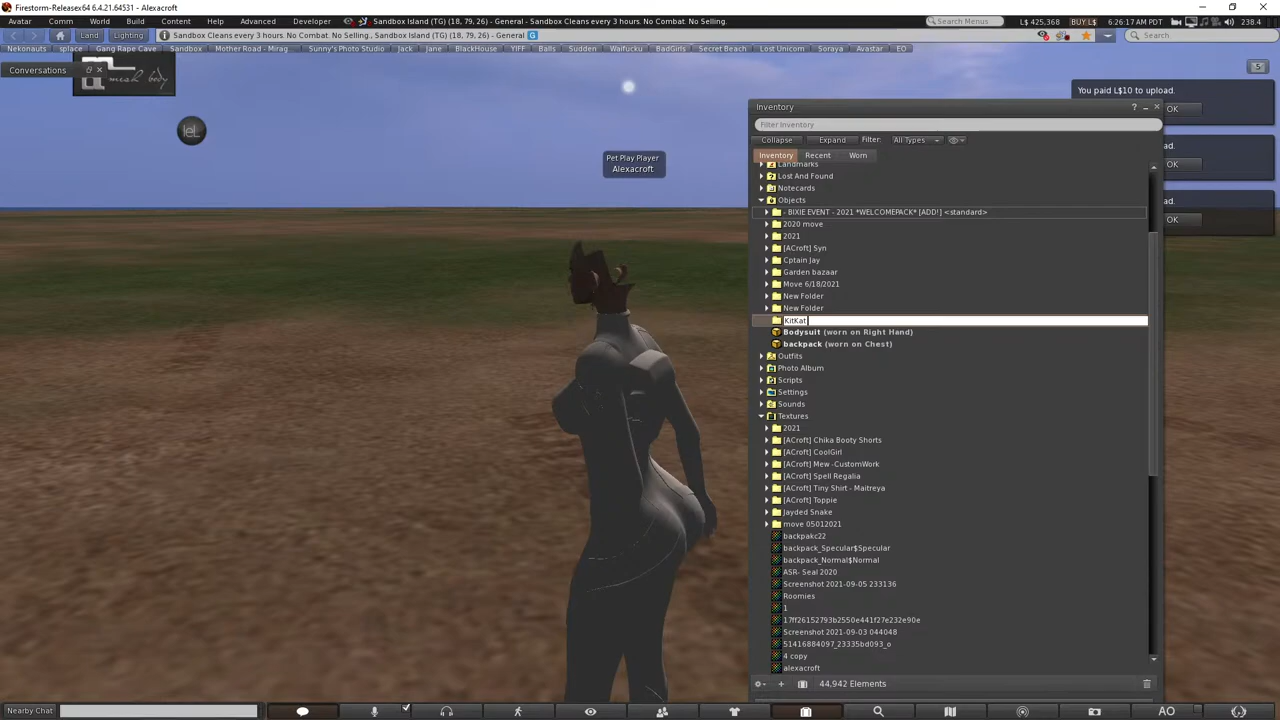 Firestorm-Releasex64 6.4.21.64531 - Alexacroft
Avatar Comm World Build Content Help Advanced Developer Sandbox Island (TG) (18, 79, 26) - General - Sandbox Cleans every 3 hours. No Combat. No Selling. Search Menus L$ 425,368 BUY L$ 6:26:17 AM PDT 238.4
Land Lighting Sandbox Cleans every 3 hours. No Combat. No Selling., Sandbox Island (TG) (18, 79, 26) - General G Search
Nekonauts splace Gang Rape Cave Sandbox Mother Road - Mirag Sunny's Photo Studio Jack Jane BlackHouse YIFF Balls Sudden Waifucku BadGirls Secret Beach Lost Unicorn Soraya Avastar EO
Conversations
mesh body
5
You paid L$10 to upload.
OK
ad.
OK
ad.
OK
leL
Pet Play Player
Alexacroft
Inventory
Filter Inventory
Collapse Expand Filter: All Types
Inventory Recent Worn
Landmarks
Lost And Found
Notecards
Objects
- BIXIE EVENT - 2021 *WELCOMEPACK* [ADD!] <standard>
2020 move
2021
[ACroft] Syn
Cptain Jay
Garden bazaar
Move 6/18/2021
New Folder
New Folder
KitKat
Bodysuit (worn on Right Hand)
backpack (worn on Chest)
Outfits
Photo Album
Scripts
Settings
Sounds
Textures
2021
[ACroft] Chika Booty Shorts
[ACroft] CoolGirl
[ACroft] Mew -CustomWork
[ACroft] Spell Regalia
[ACroft] Tiny Shirt - Maitreya
[ACroft] Toppie
Jayded Snake
move 05012021
backpakc22
backpack_Specular$Specular
backpack_Normal$Normal
ASR- Seal 2020
Screenshot 2021-09-05 233136
Roomies
1
17ff26152793b2550e441f27e232e90e
Screenshot 2021-09-03 044048
51416884097_23335bd093_o
4 copy
alexacroft
44,942 Elements
Nearby Chat
AO